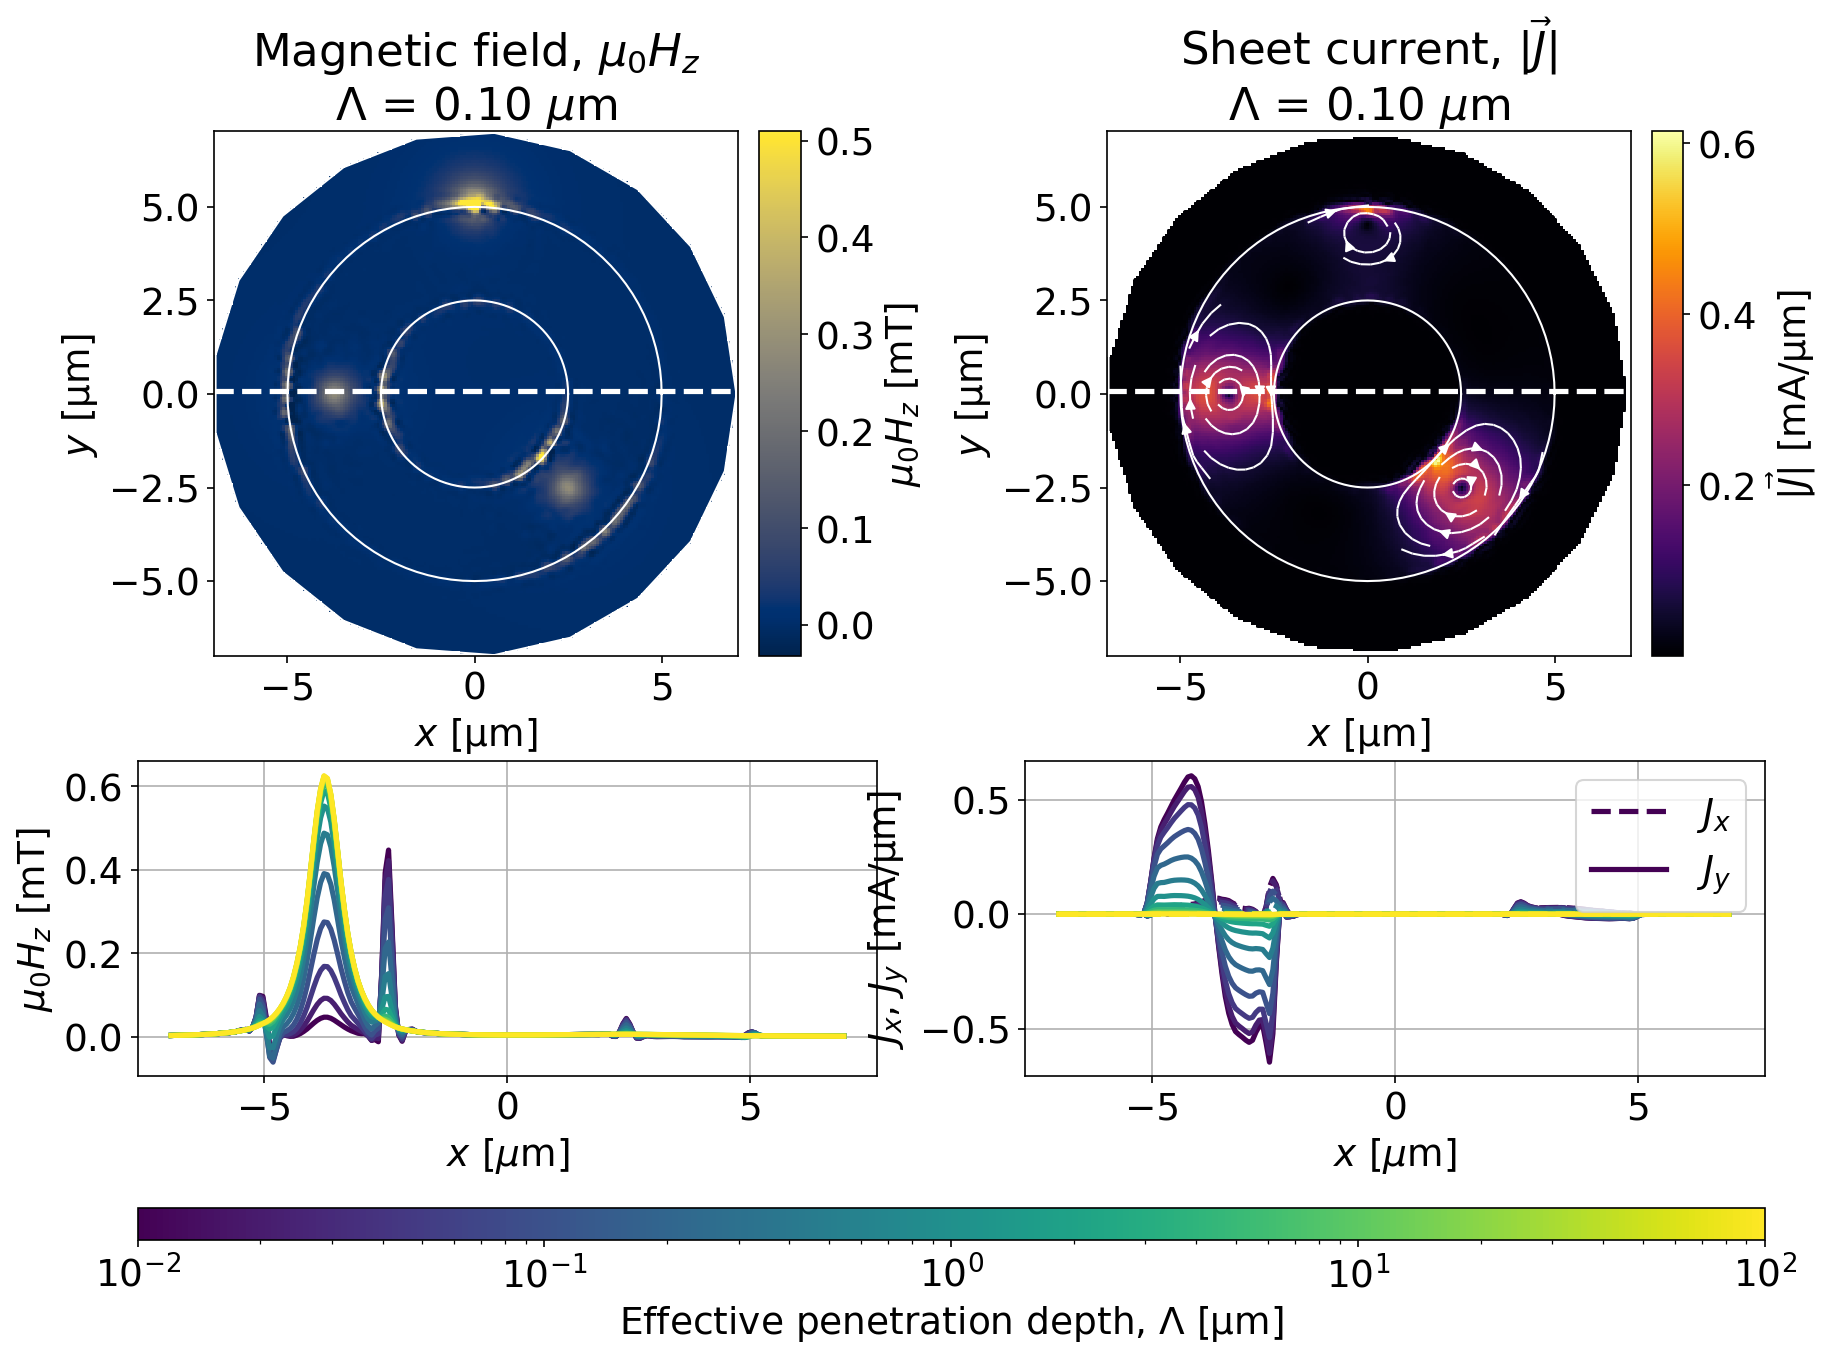 Magnetic field, μ₀H_z
Λ = 0.10 μm
5.0
2.5
0.0
−2.5
−5.0
y [μm]
−5 0 5
x [μm]
0.5
0.4
0.3
0.2
0.1
0.0
μ₀H_z [mT]
Sheet current, |J⃗|
Λ = 0.10 μm
5.0
2.5
0.0
−2.5
−5.0
y [μm]
−5 0 5
x [μm]
0.6
0.4
0.2
|J⃗| [mA/μm]
0.6
0.4
0.2
0.0
μ₀H_z [mT]
−5 0 5
x [μm]
0.5
0.0
−0.5
J_x, J_y [mA/μm]
J_x
J_y
−5 0 5
x [μm]
10⁻² 10⁻¹ 10⁰ 10¹ 10²
Effective penetration depth, Λ [μm]